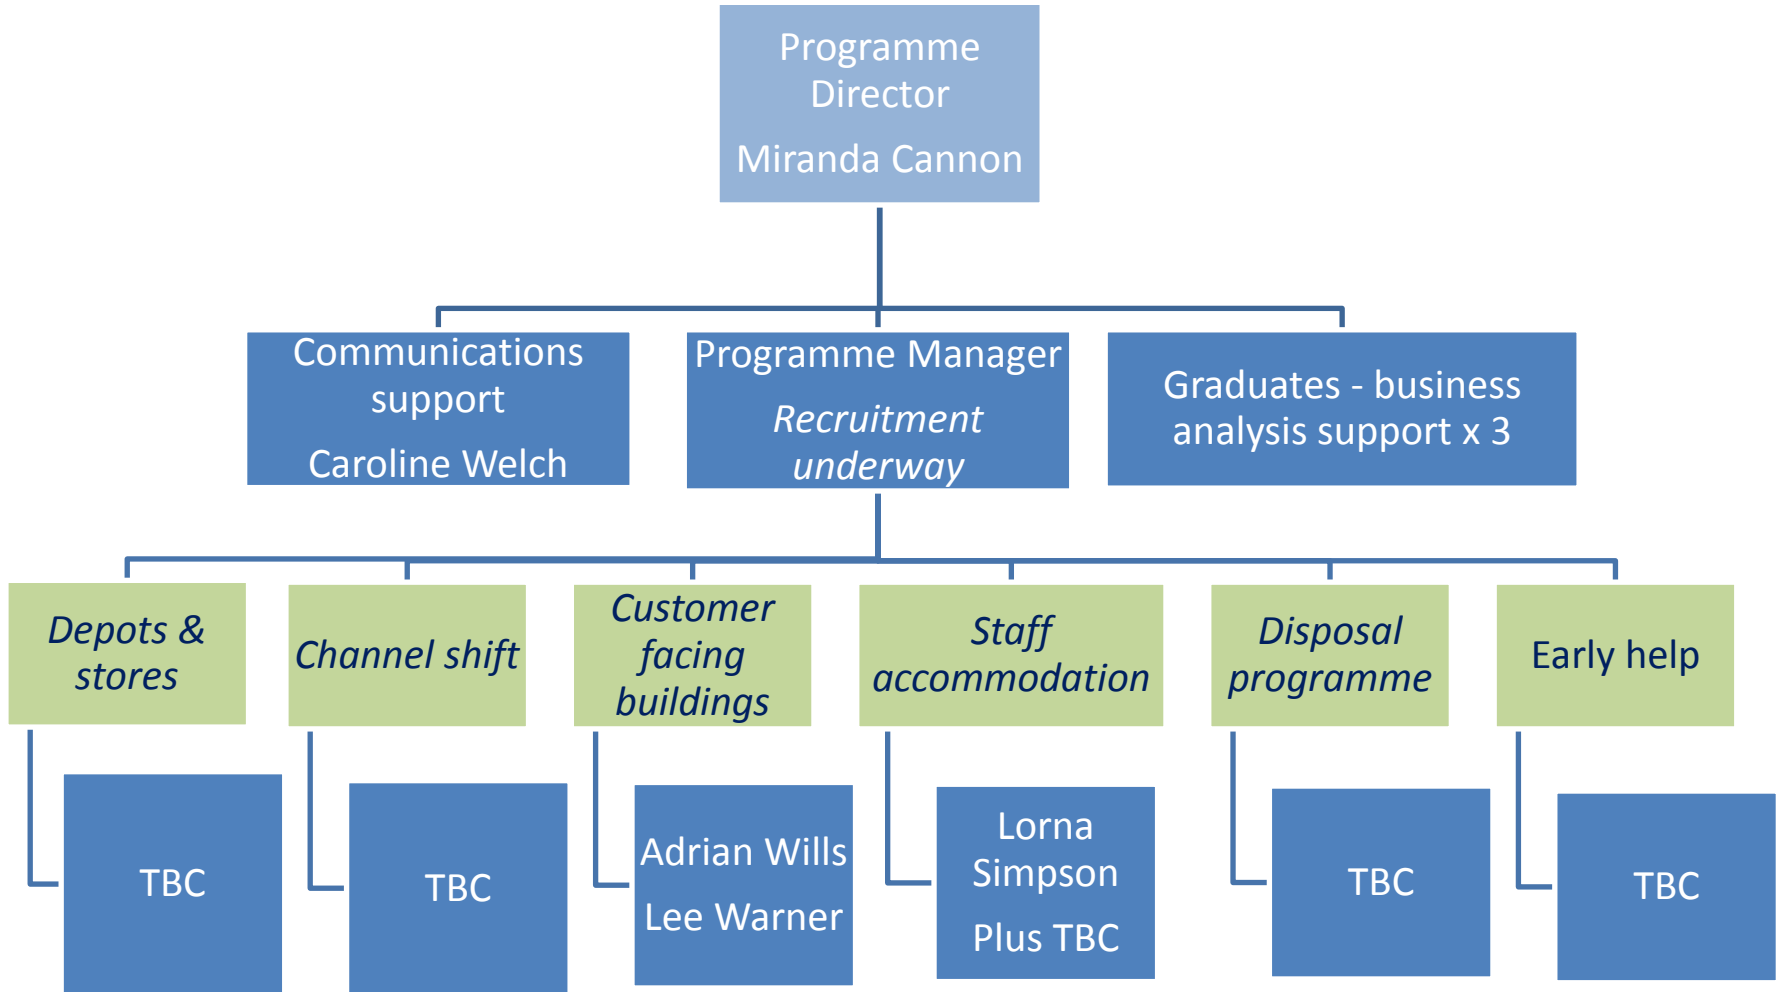 Programme
Director
Miranda Cannon
Communications
support
Caroline Welch
Programme Manager
Recruitment
underway
Graduates - business
analysis support x 3
Depots &
stores
Channel shift
Customer
facing
buildings
Staff
accommodation
Disposal
programme
Early help
TBC
TBC
Adrian Wills
Lee Warner
Lorna
Simpson
Plus TBC
TBC
TBC